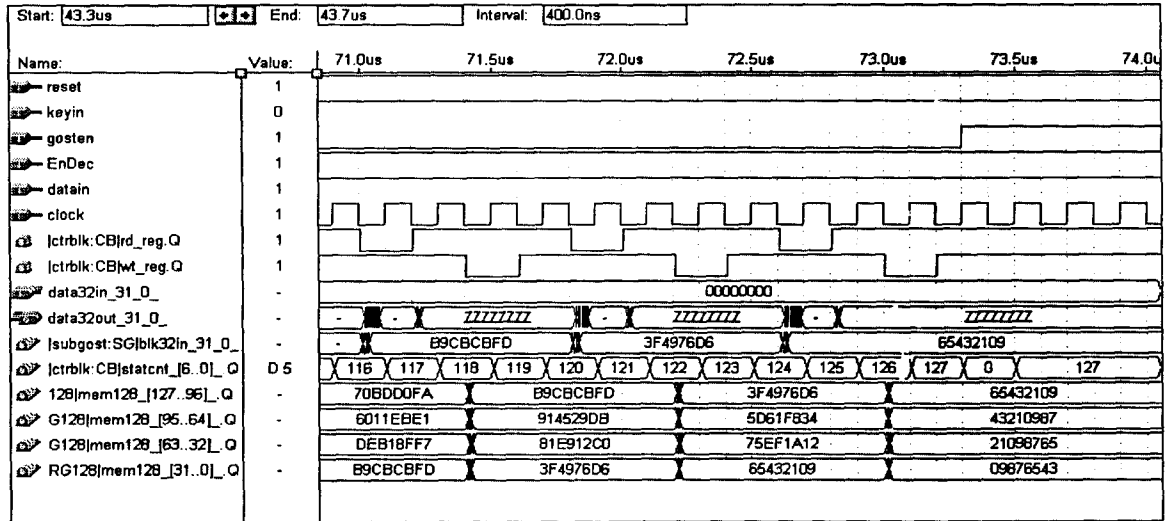 Start: 43.3us End: 43.7us Interval: 400.0ns
Name: Value: 71.0us 71.5us 72.0us 72.5us 73.0us 73.5us 74.0u
reset 1
keyin 0
gosten 1
EnDec 1
datain 1
clock 1
|ctrblk:CB|rd_reg.Q 1
|ctrblk:CB|wt_reg.Q 1
data32in_31_0_ - 00000000
data32out_31_0_ - - - ZZZZZZZZ - ZZZZZZZZ - ZZZZZZZZ
|subgost:SG|blk32in_31_0_ - B9CBCBFD 3F4976D6 65432109
|ctrblk:CB|statcnt_[6..0]_.Q D 5 116 117 118 119 120 121 122 123 124 125 126 127 0 127
128|mem128_[127..96]_.Q - 70BDD0FA B9CBCBFD 3F4976D6
G128|mem128_[95..64]_.Q - 6011EBE1 914529DB 5D61F834 43210987
G128|mem128_[63..32]_.Q - DEB18FF7 81E912C0 75EF1A12 21098765
RG128|mem128_[31..0]_.Q - B9CBCBFD 3F4976D6 65432109 09876543